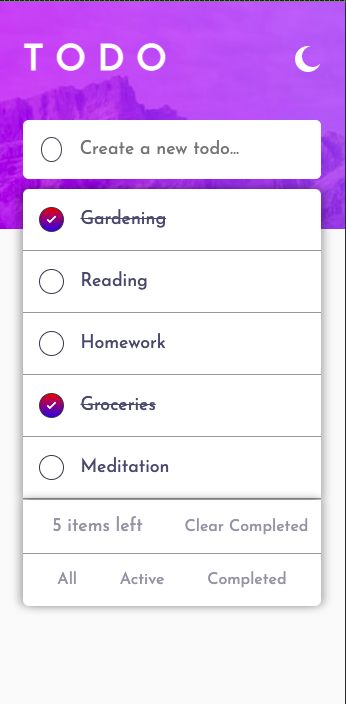 TODO
Create a new todo...
Gardening
Reading
Homework
Groceries
Meditation
5 items left Clear Completed
All Active Completed